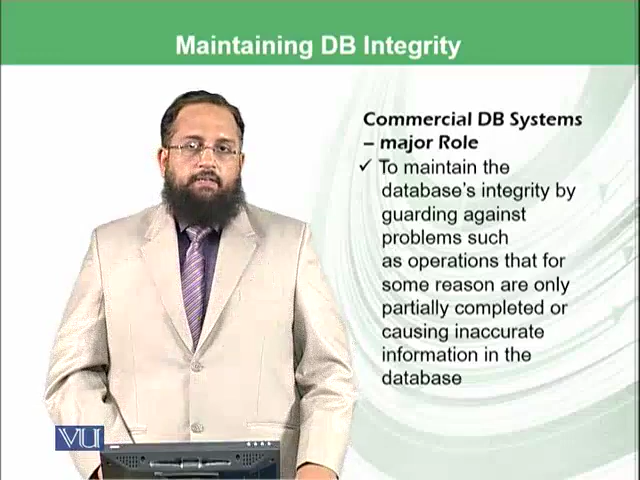 Maintaining DB Integrity
Commercial DB Systems
– major Role
✓ To maintain the
database's integrity by
guarding against
problems such
as operations that for
some reason are only
partially completed or
causing inaccurate
information in the
database
VU